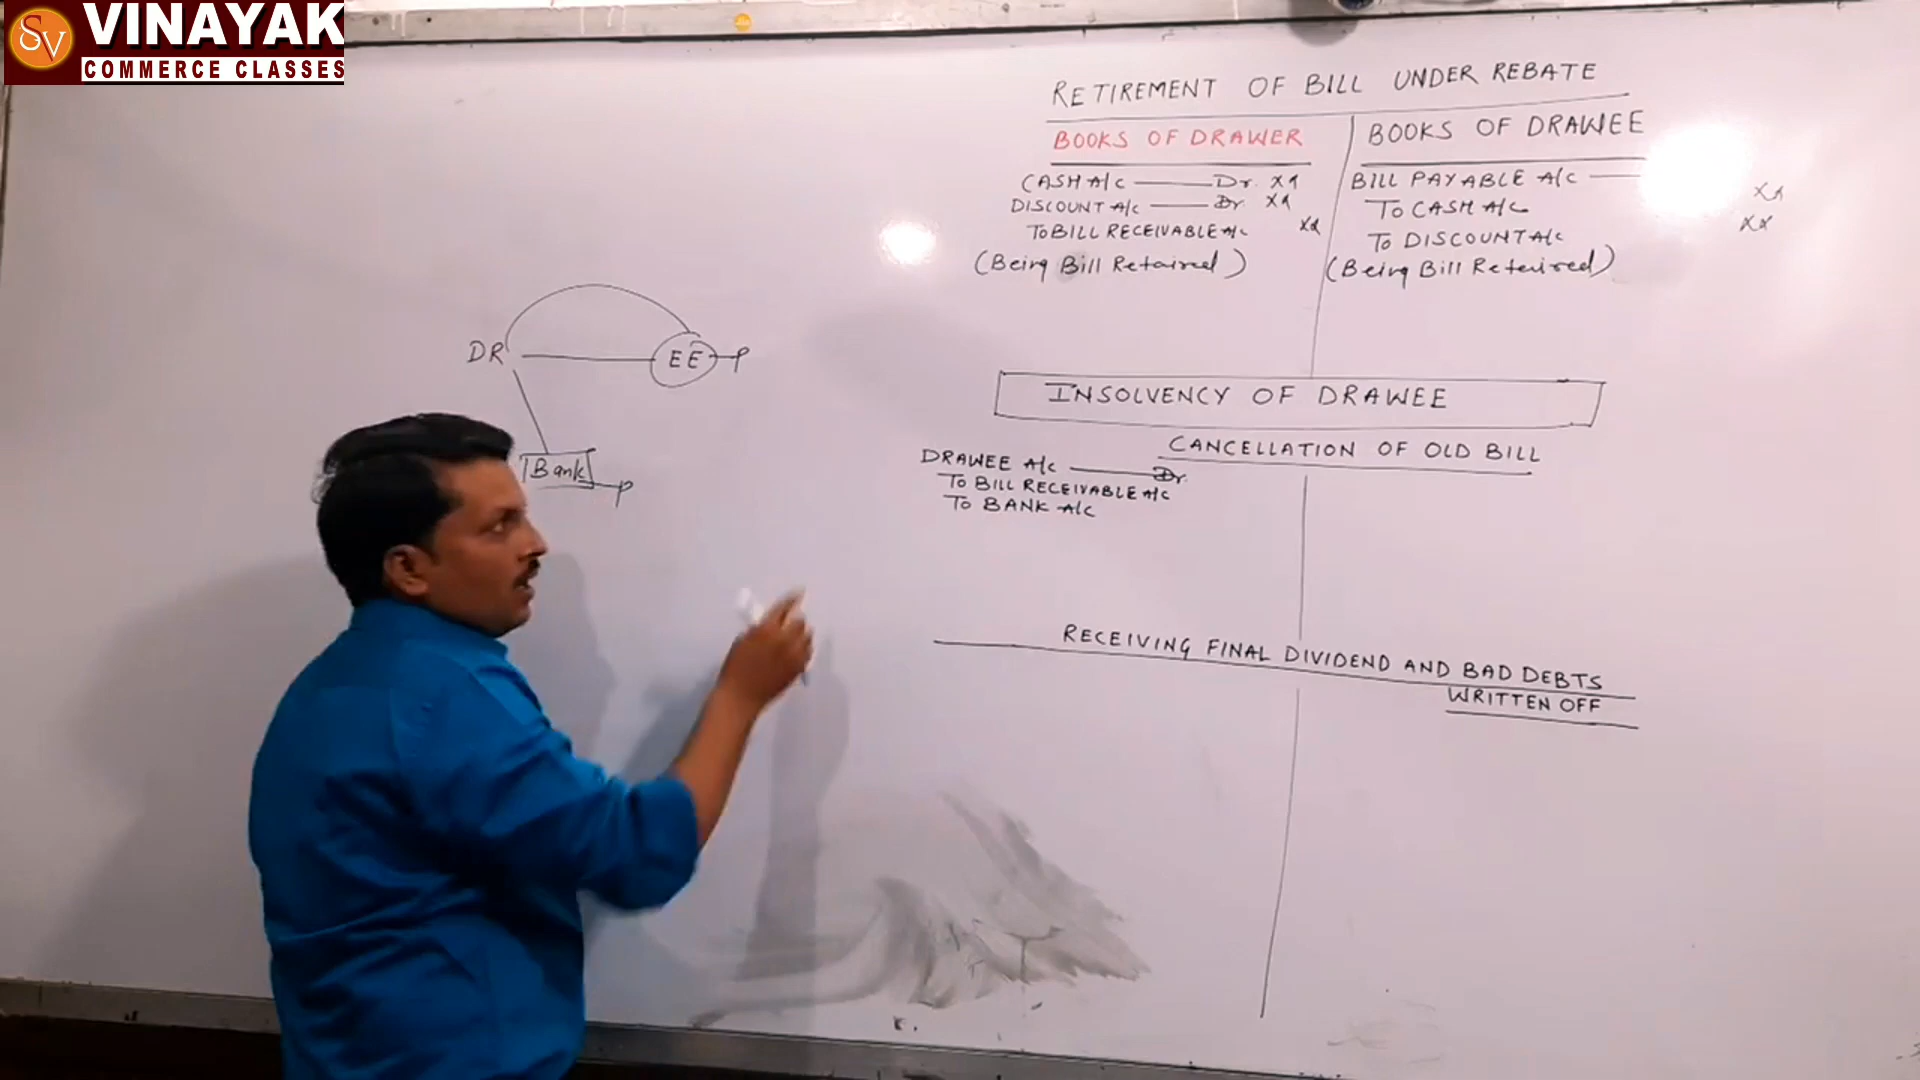 SV
VINAYAK
COMMERCE CLASSES
RETIREMENT OF BILL UNDER REBATE
BOOKS OF DRAWER
CASH A/c Dr. XX
DISCOUNT A/c Dr XX
TO BILL RECEIVABLE A/c XX
(Being Bill Retaired)
BOOKS OF DRAWEE
BILL PAYABLE A/c
TO CASH A/c XX
TO DISCOUNT A/c XX
(Being Bill Reteired)
DR
EE P
Bank P
INSOLVENCY OF DRAWEE
CANCELLATION OF OLD BILL
DRAWEE A/c Dr.
TO BILL RECEIVABLE A/c
TO BANK A/c
RECEIVING FINAL DIVIDEND AND BAD DEBTS
WRITTEN OFF